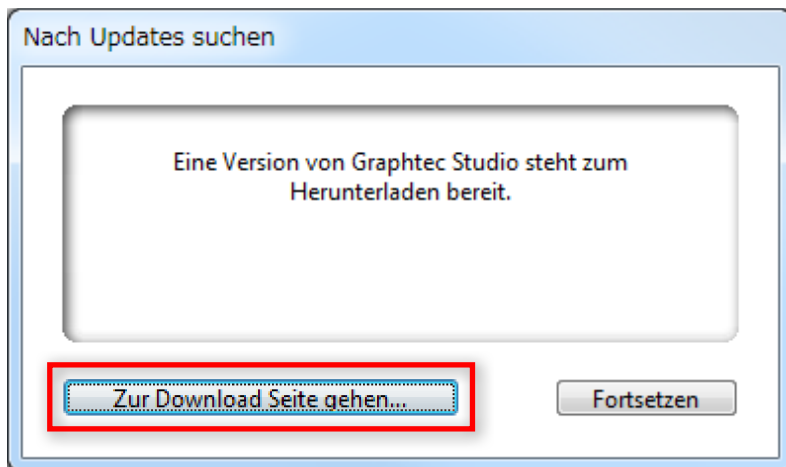 Nach Updates suchen
Eine Version von Graphtec Studio steht zum
Herunterladen bereit.
Zur Download Seite gehen...
Fortsetzen